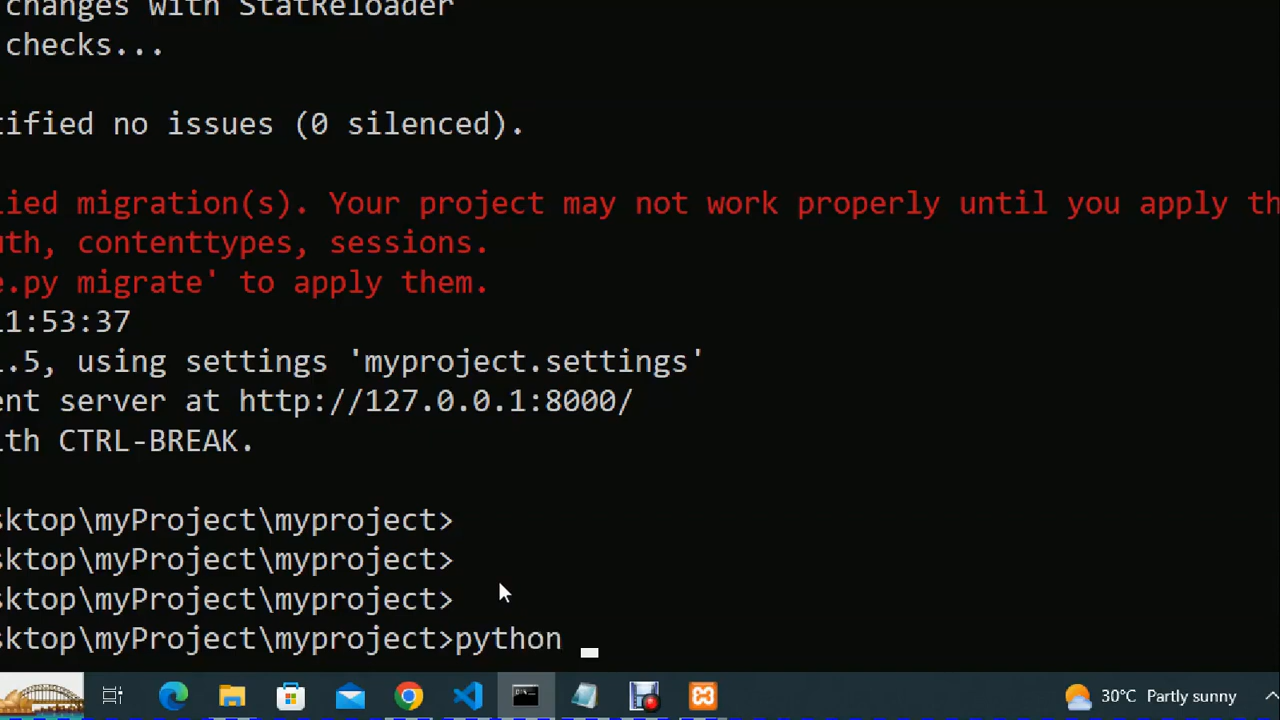 changes with StatReloader
checks...
tified no issues (0 silenced).
lied migration(s). Your project may not work properly until you apply th
uth, contenttypes, sessions.
e.py migrate' to apply them.
11:53:37
1.5, using settings 'myproject.settings'
ent server at http://127.0.0.1:8000/
ith CTRL-BREAK.
sktop\myProject\myproject>
sktop\myProject\myproject>
sktop\myProject\myproject>
sktop\myProject\myproject>python
30°C Partly sunny